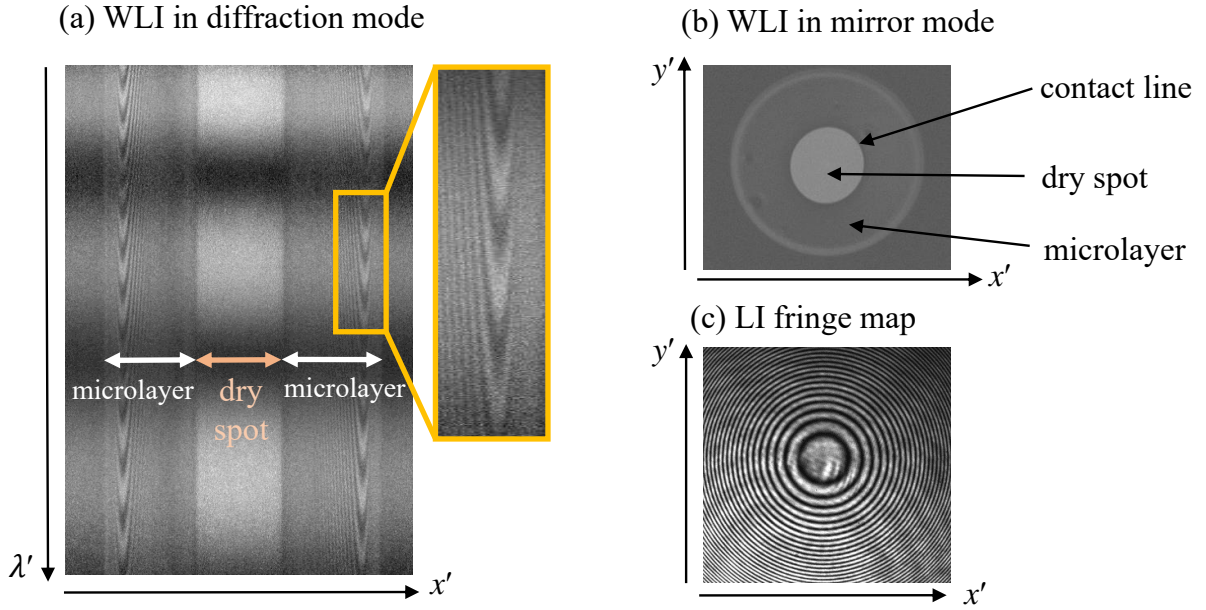 (a) WLI in diffraction mode
microlayer
dry
spot
microlayer
λ′
x′
(b) WLI in mirror mode
y′
contact line
dry spot
microlayer
x′
(c) LI fringe map
y′
x′